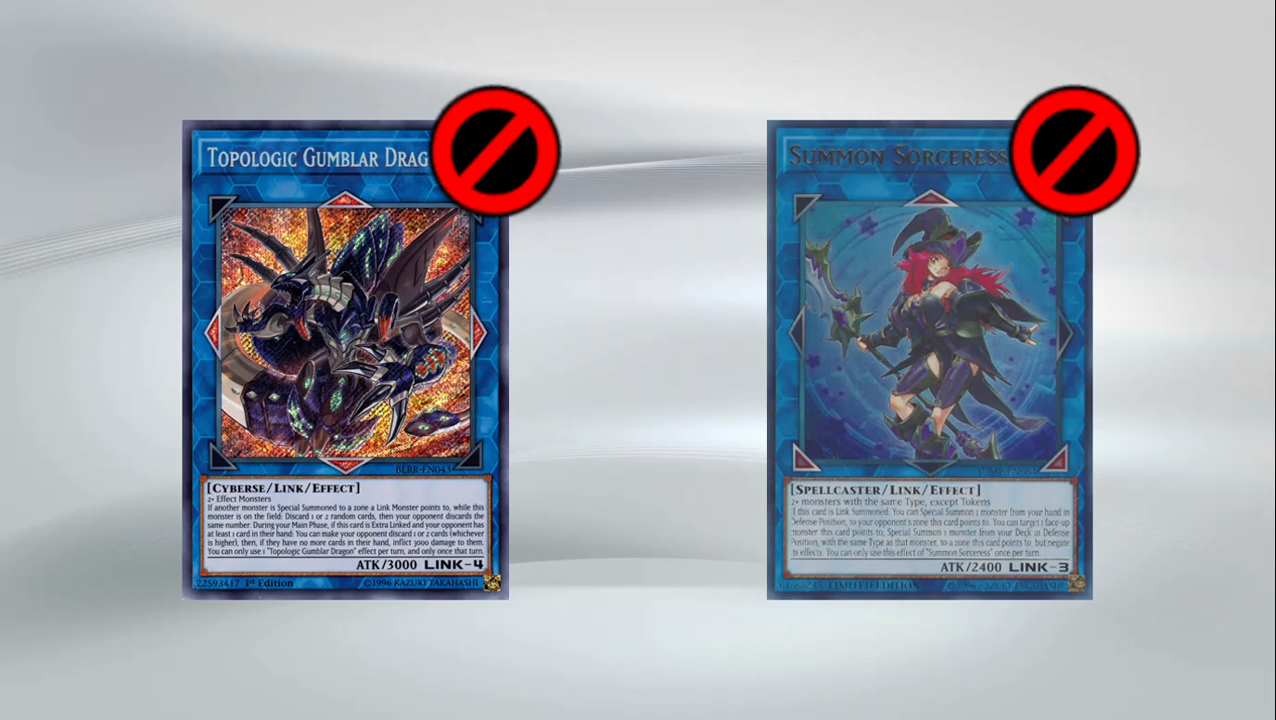 TOPOLOGIC GUMBLAR DRAG
BLRR-EN043
[CYBERSE/LINK/EFFECT]
2+ Effect Monsters
If another monster is Special Summoned to a zone a Link Monster points to, while this
monster is on the field: Discard 1 or 2 random cards, then your opponent discards the
same number. During your Main Phase, if this card is Extra Linked and your opponent has
at least 1 card in their hand: You can make your opponent discard 1 or 2 cards (whichever
is higher), then, if they have no more cards in their hand, inflict 3000 damage to them.
You can only use 1 "Topologic Gumblar Dragon" effect per turn, and only once that turn.
ATK/3000 LINK-4
22593417 1st Edition ©1996 KAZUKI TAKAHASHI
SUMMON SORCERESS
[SPELLCASTER/LINK/EFFECT]
2+ monsters with the same Type, except Tokens
If this card is Link Summoned: You can Special Summon 1 monster from your hand in
Defense Position, to your opponent's zone this card points to. You can target 1 face-up
monster this card points to; Special Summon 1 monster from your Deck in Defense
Position, with the same Type as that monster, to a zone this card points to, but negate
its effects. You can only use this effect of "Summon Sorceress" once per turn.
ATK/2400 LINK-3
LIMITED EDITION ©1996 KAZUKI TAKAHASHI